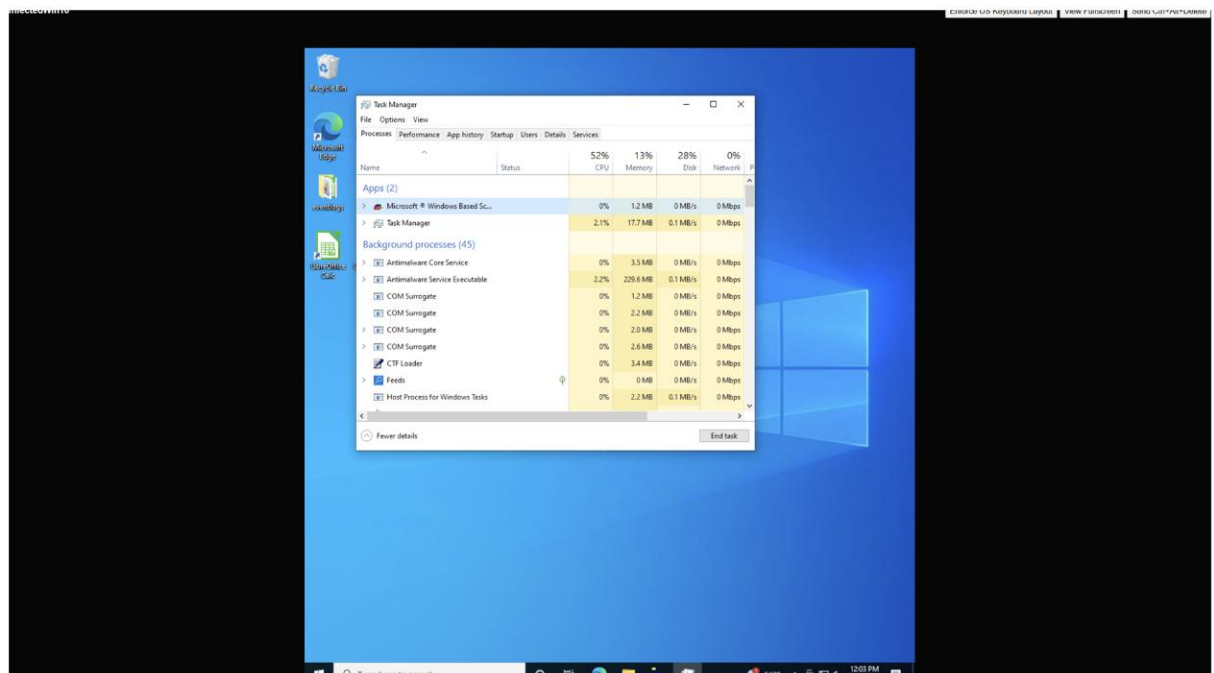 Enforce US Keyboard Layout View Fullscreen Send Ctrl+Alt+Delete
Recycle Bin
Microsoft
Edge
eventlogs
LibreOffice
Calc
Task Manager
File Options View
Processes Performance App history Startup Users Details Services
52% 13% 28% 0%
Name Status CPU Memory Disk Network P
Apps (2)
Microsoft ® Windows Based Sc... 0% 1.2 MB 0 MB/s 0 Mbps
Task Manager 2.1% 17.7 MB 0.1 MB/s 0 Mbps
Background processes (45)
Antimalware Core Service 0% 3.5 MB 0 MB/s 0 Mbps
Antimalware Service Executable 2.2% 229.6 MB 0.1 MB/s 0 Mbps
COM Surrogate 0% 1.2 MB 0 MB/s 0 Mbps
COM Surrogate 0% 2.2 MB 0 MB/s 0 Mbps
COM Surrogate 0% 2.0 MB 0 MB/s 0 Mbps
COM Surrogate 0% 2.6 MB 0 MB/s 0 Mbps
CTF Loader 0% 3.4 MB 0 MB/s 0 Mbps
Feeds 0% 0 MB 0 MB/s 0 Mbps
Host Process for Windows Tasks 0% 2.2 MB 0.1 MB/s 0 Mbps
Fewer details End task
12:03 PM